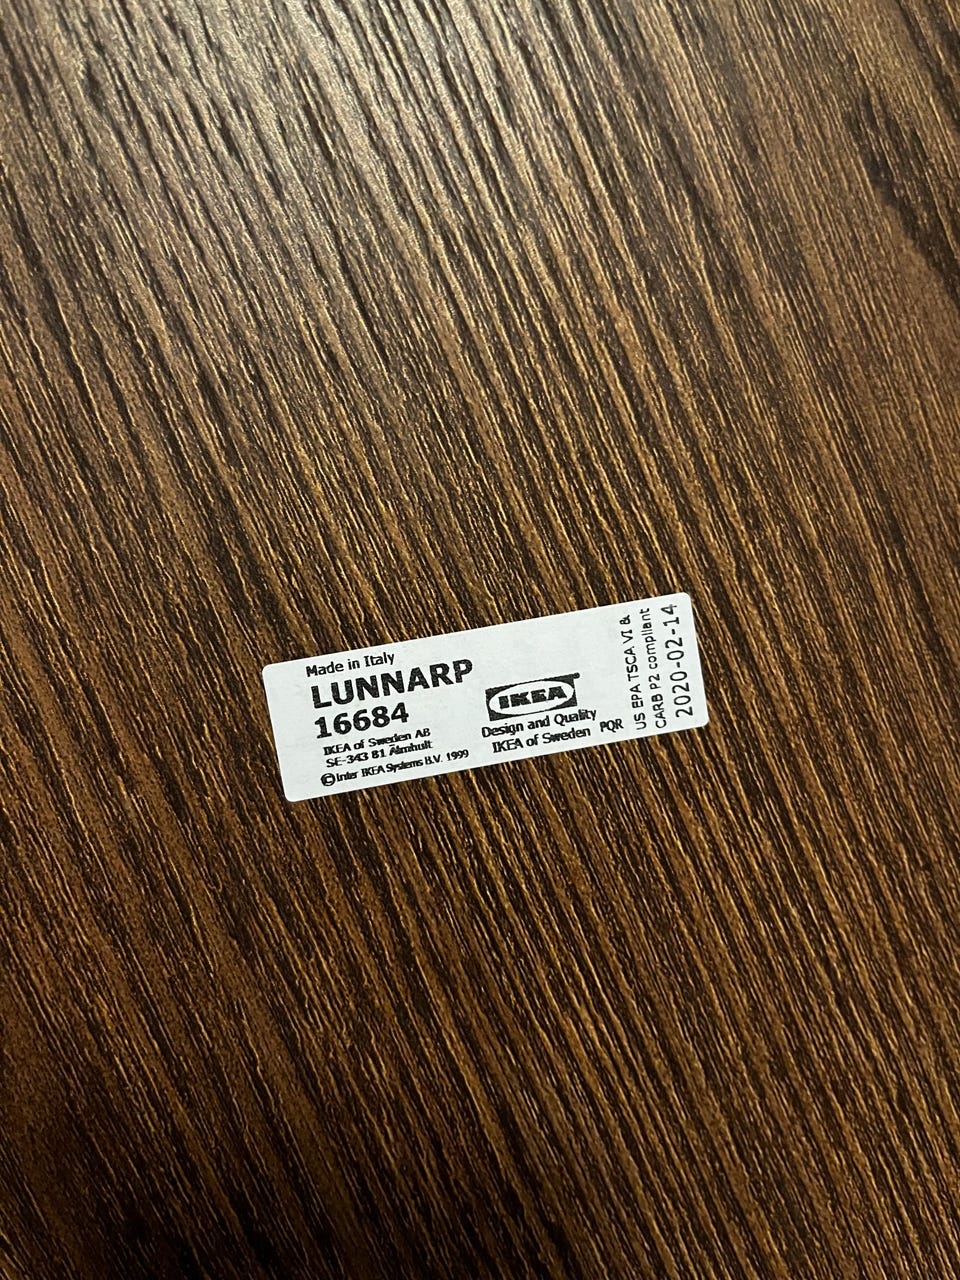 Made in Italy
LUNNARP
16684
IKEA of Sweden AB
SE-343 81 Älmhult
© Inter IKEA Systems B.V. 1999
IKEA
Design and Quality
IKEA of Sweden
PQR
US EPA TSCA VI &
CARB P2 compliant
2020-02-14